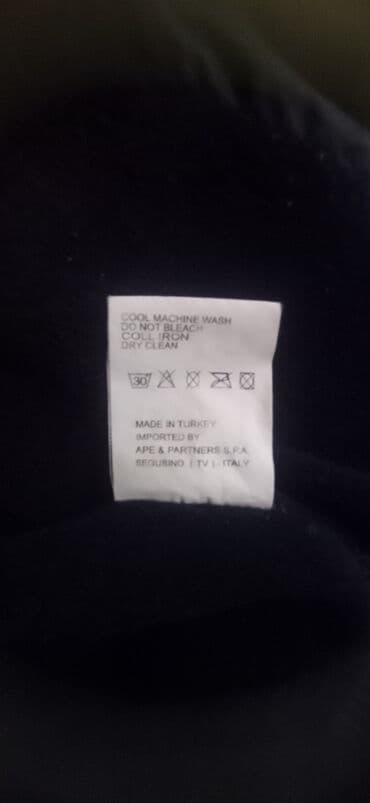 COOL MACHINE WASH
DO NOT BLEACH
COLL IRON
DRY CLEAN
30
MADE IN TURKEY
IMPORTED BY
APE & PARTNERS S.P.A.
SEGUSINO ( TV ) - ITALY